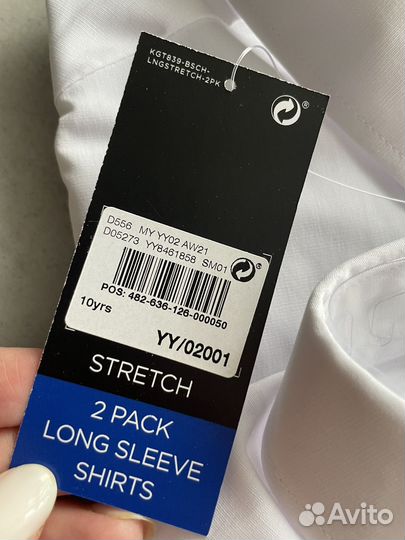 KGT839-BSCH-
LNGSTRETCH-2PK
D556 MY YY02 AW21
D05273 YY8461858 SM01
POS: 482-636-126-000050
10yrs
YY/02001
STRETCH
2 PACK
LONG SLEEVE
SHIRTS
Avito